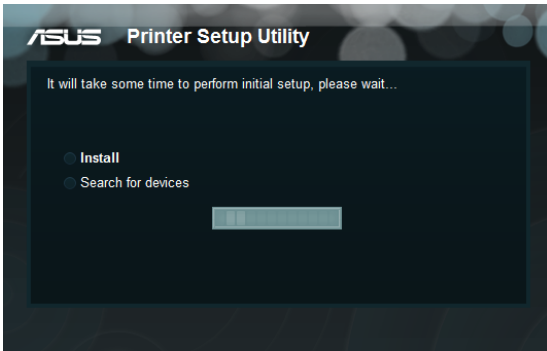 ASUS Printer Setup Utility
It will take some time to perform initial setup, please wait...
Install
Search for devices